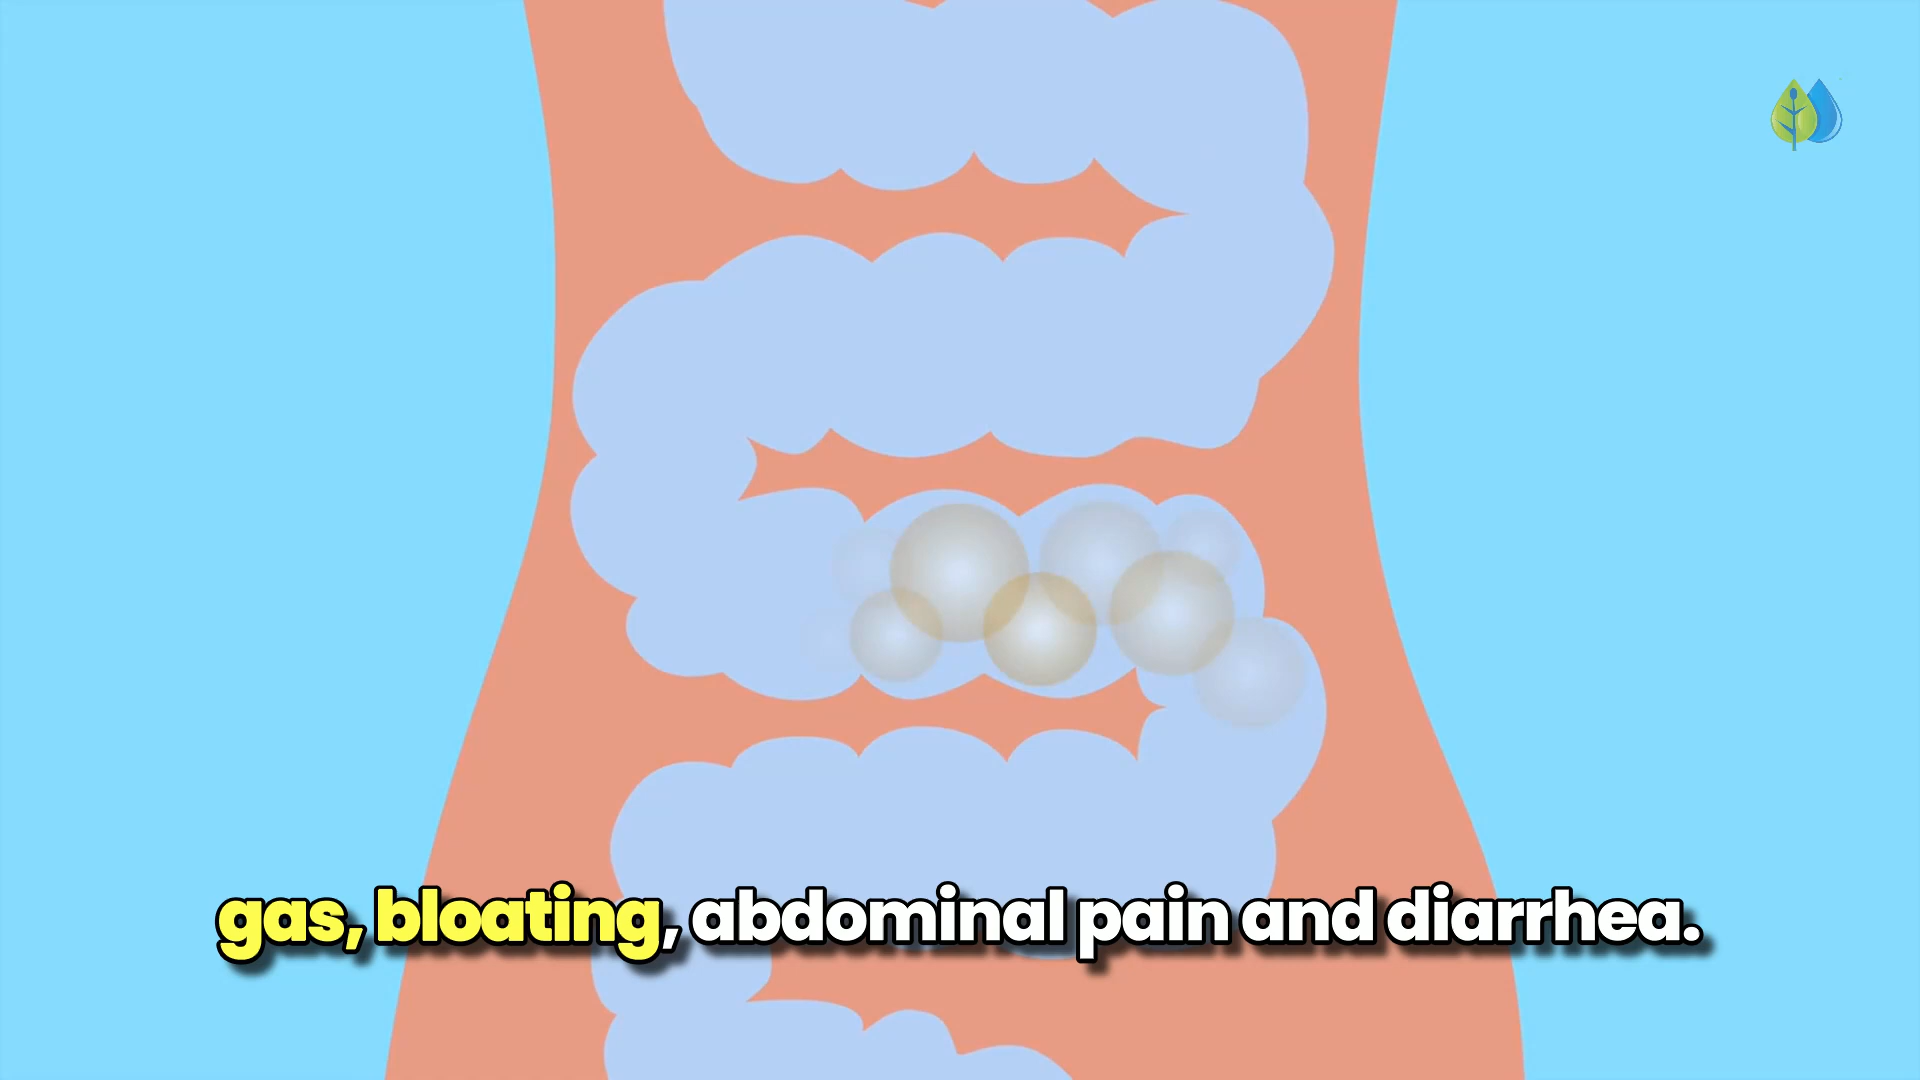 gas, bloating, abdominal pain and diarrhea.